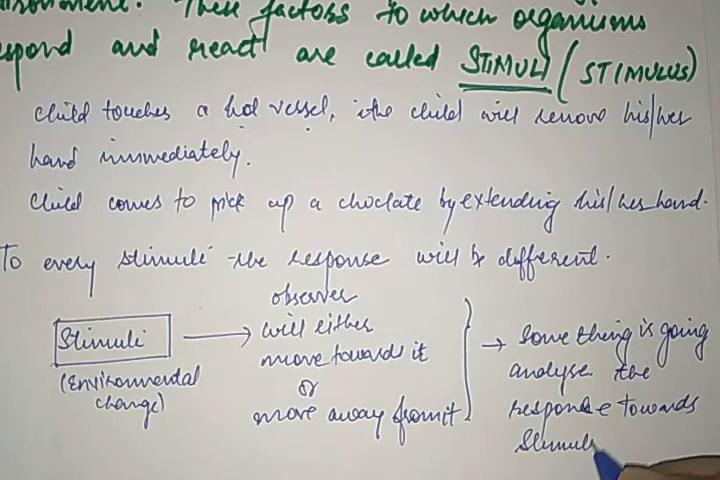 These factors to which organisms
respond and react are called STIMULI (STIMULUS)
Child touches a hot vessel, the child will remove his/her
hand immediately.
Child comes to pick up a choclate by extending his/her hand.
To every stimuli the response will be different.
observer
Stimuli → will either → Some thing is going
move towards it analyse the
(Environmental or response towards
change) move away from it Stimuli